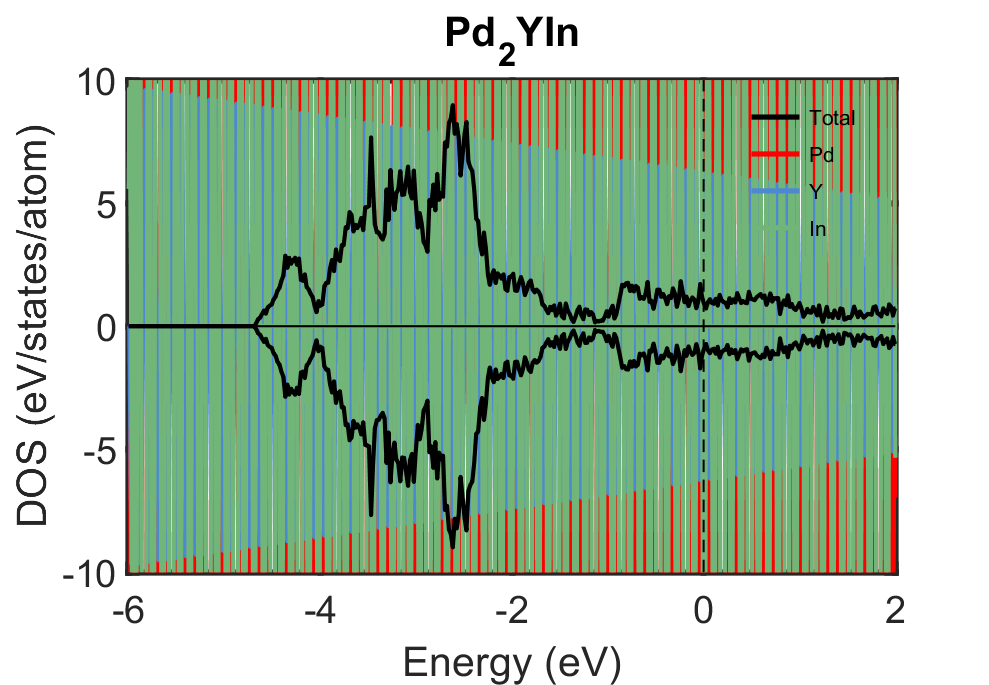 Pd2YIn
10
5
0
-5
-10
DOS (eV/states/atom)
Total
Pd
Y
In
-6
-4
-2
0
2
Energy (eV)